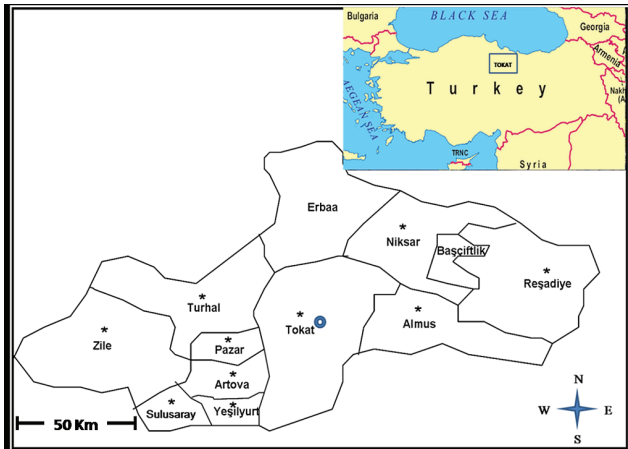 BLACK SEA
Bulgaria
Georgia
Armenia
TOKAT
Turkey
Nakh
(A
AEGEAN SEA
TRNC
Syria
Erbaa
*
Niksar
Başçiftlik
*
Reşadiye
*
Turhal
*
Tokat
*
Almus
*
Zile
*
Pazar
*
Artova
*
Sulusaray
*
Yeşilyurt
50 Km
N
W E
S